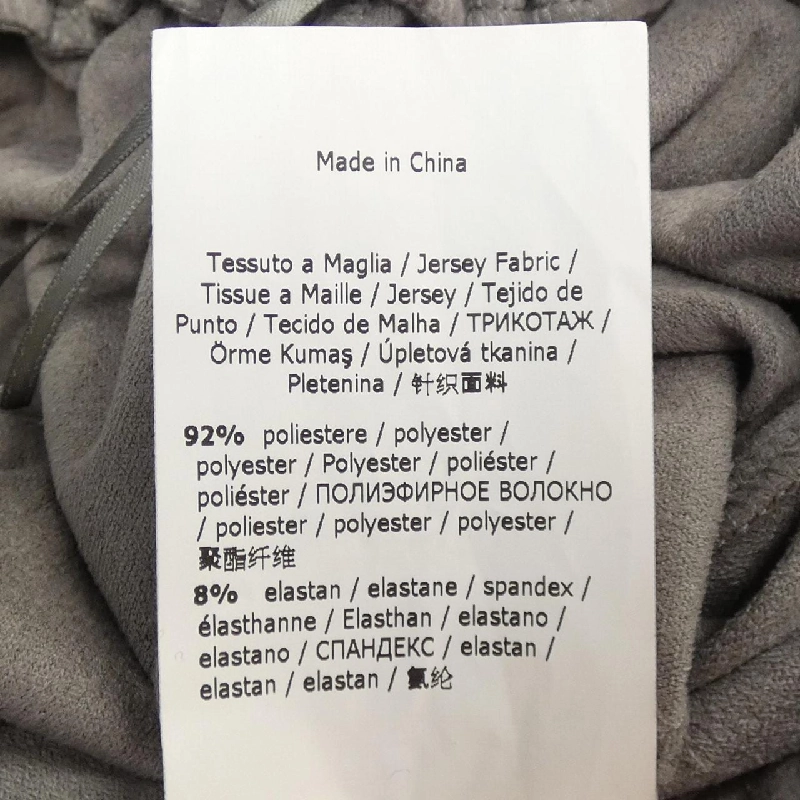 Made in China
Tessuto a Maglia / Jersey Fabric /
Tissue a Maille / Jersey / Tejido de
Punto / Tecido de Malha / ТРИКОТАЖ /
Örme Kumaş / Úpletová tkanina /
Pletenina / 针织面料
92% poliestere / polyester /
polyester / Polyester / poliéster /
poliéster / ПОЛИЭФИРНОЕ ВОЛОКНО
/ poliester / polyester / polyester /
聚酯纤维
8% elastan / elastane / spandex /
élasthanne / Elasthan / elastano /
elastano / СПАНДЕКС / elastan /
elastan / elastan / 氨纶